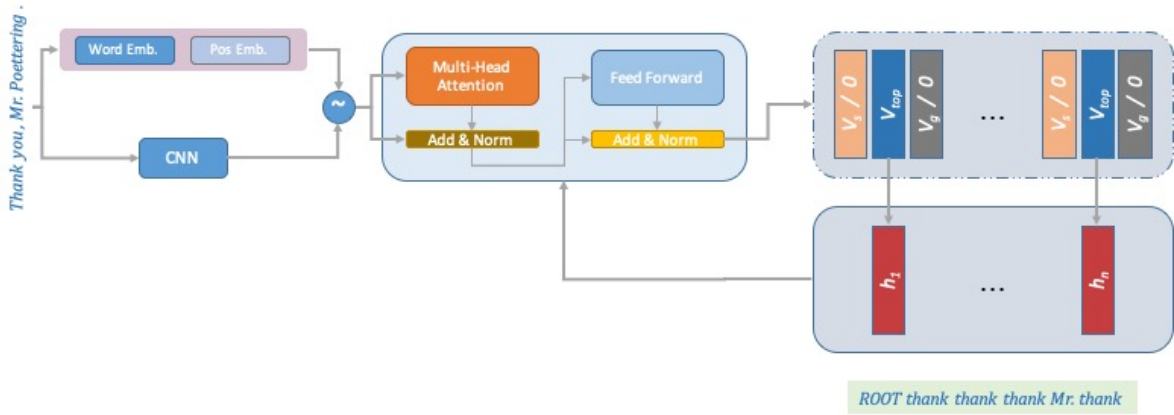 Thank you, Mr. Poettering .
Word Emb.
Pos Emb.
~
CNN
Multi-Head
Attention
Add & Norm
Feed Forward
Add & Norm
V_s / 0
V_top
V_g / 0
...
V_s / 0
V_top
V_g / 0
h_1
...
h_n
ROOT thank thank thank Mr. thank